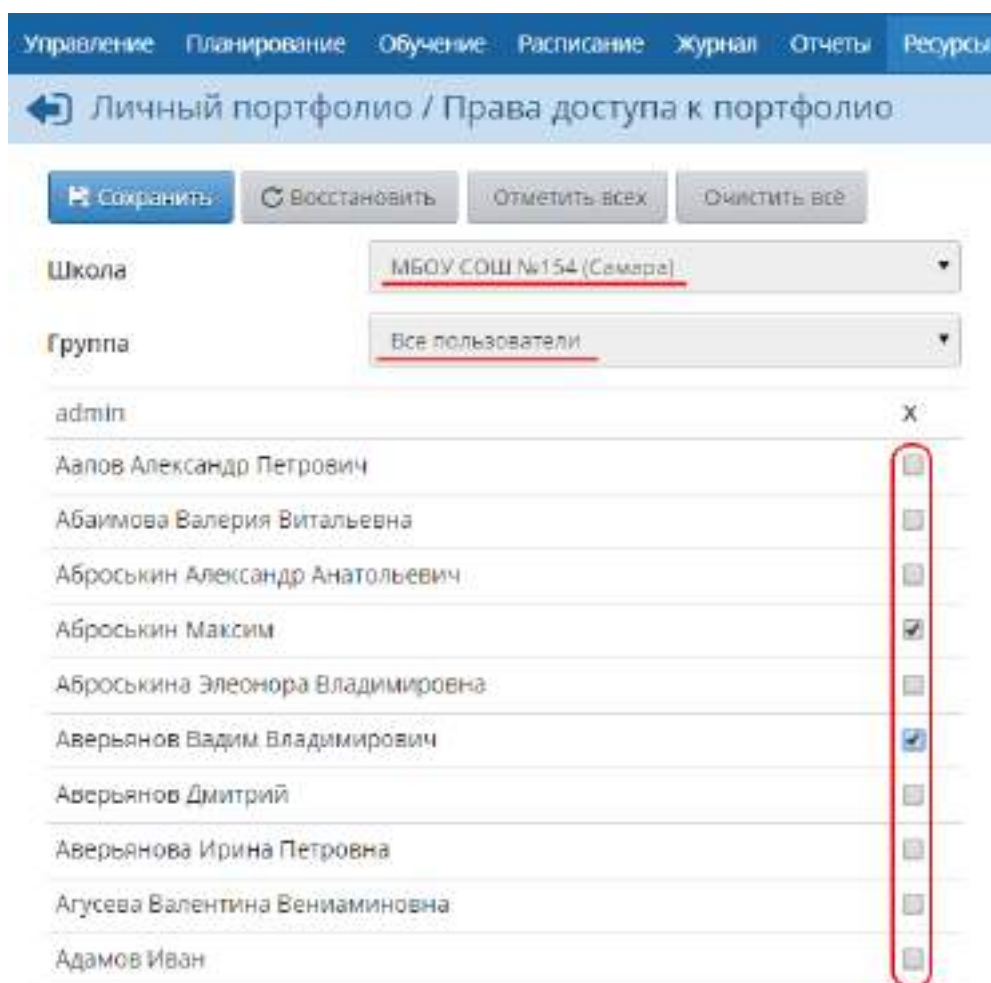 Управление Планирование Обучение Расписание Журнал Отчеты Ресурсы
Личный портфолио / Права доступа к портфолио
Сохранить Восстановить Отметить всех Очистить всё
Школа МБОУ СОШ №154 (Самара)
Группа Все пользователи
admin X
Аапов Александр Петрович
Абаимова Валерия Витальевна
Аброськин Александр Анатольевич
Аброськин Максим
Аброськина Элеонора Владимировна
Аверьянов Вадим Владимирович
Аверьянов Дмитрий
Аверьянова Ирина Петровна
Агусева Валентина Вениаминовна
Адамов Иван